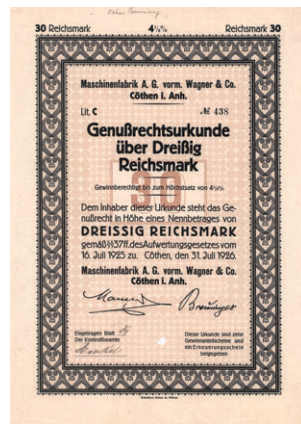 30 Reichsmark 4½% Reichsmark 30
Maschinenfabrik A. G. vorm. Wagner & Co.
Cöthen i. Anh.
Lit. C № 438
Genußrechtsurkunde
über Dreißig
Reichsmark
Gewinnberechtigt bis zum Höchstsatz von 4½%
Dem Inhaber dieser Urkunde steht das Ge-
nußrecht in Höhe eines Nennbetrages von
DREISSIG REICHSMARK
gemäß §§37ff. des Aufwertungsgesetzes vom
16. Juli 1925 zu. Cöthen, den 31. Juli 1926.
Maschinenfabrik A. G. vorm. Wagner & Co.
Cöthen i. Anh.
Eingetragen Blatt
Der Kontrollbeamte
Dieser Urkunde sind zehn
Gewinnanteilscheine und
ein Erneuerungsschein
beigegeben